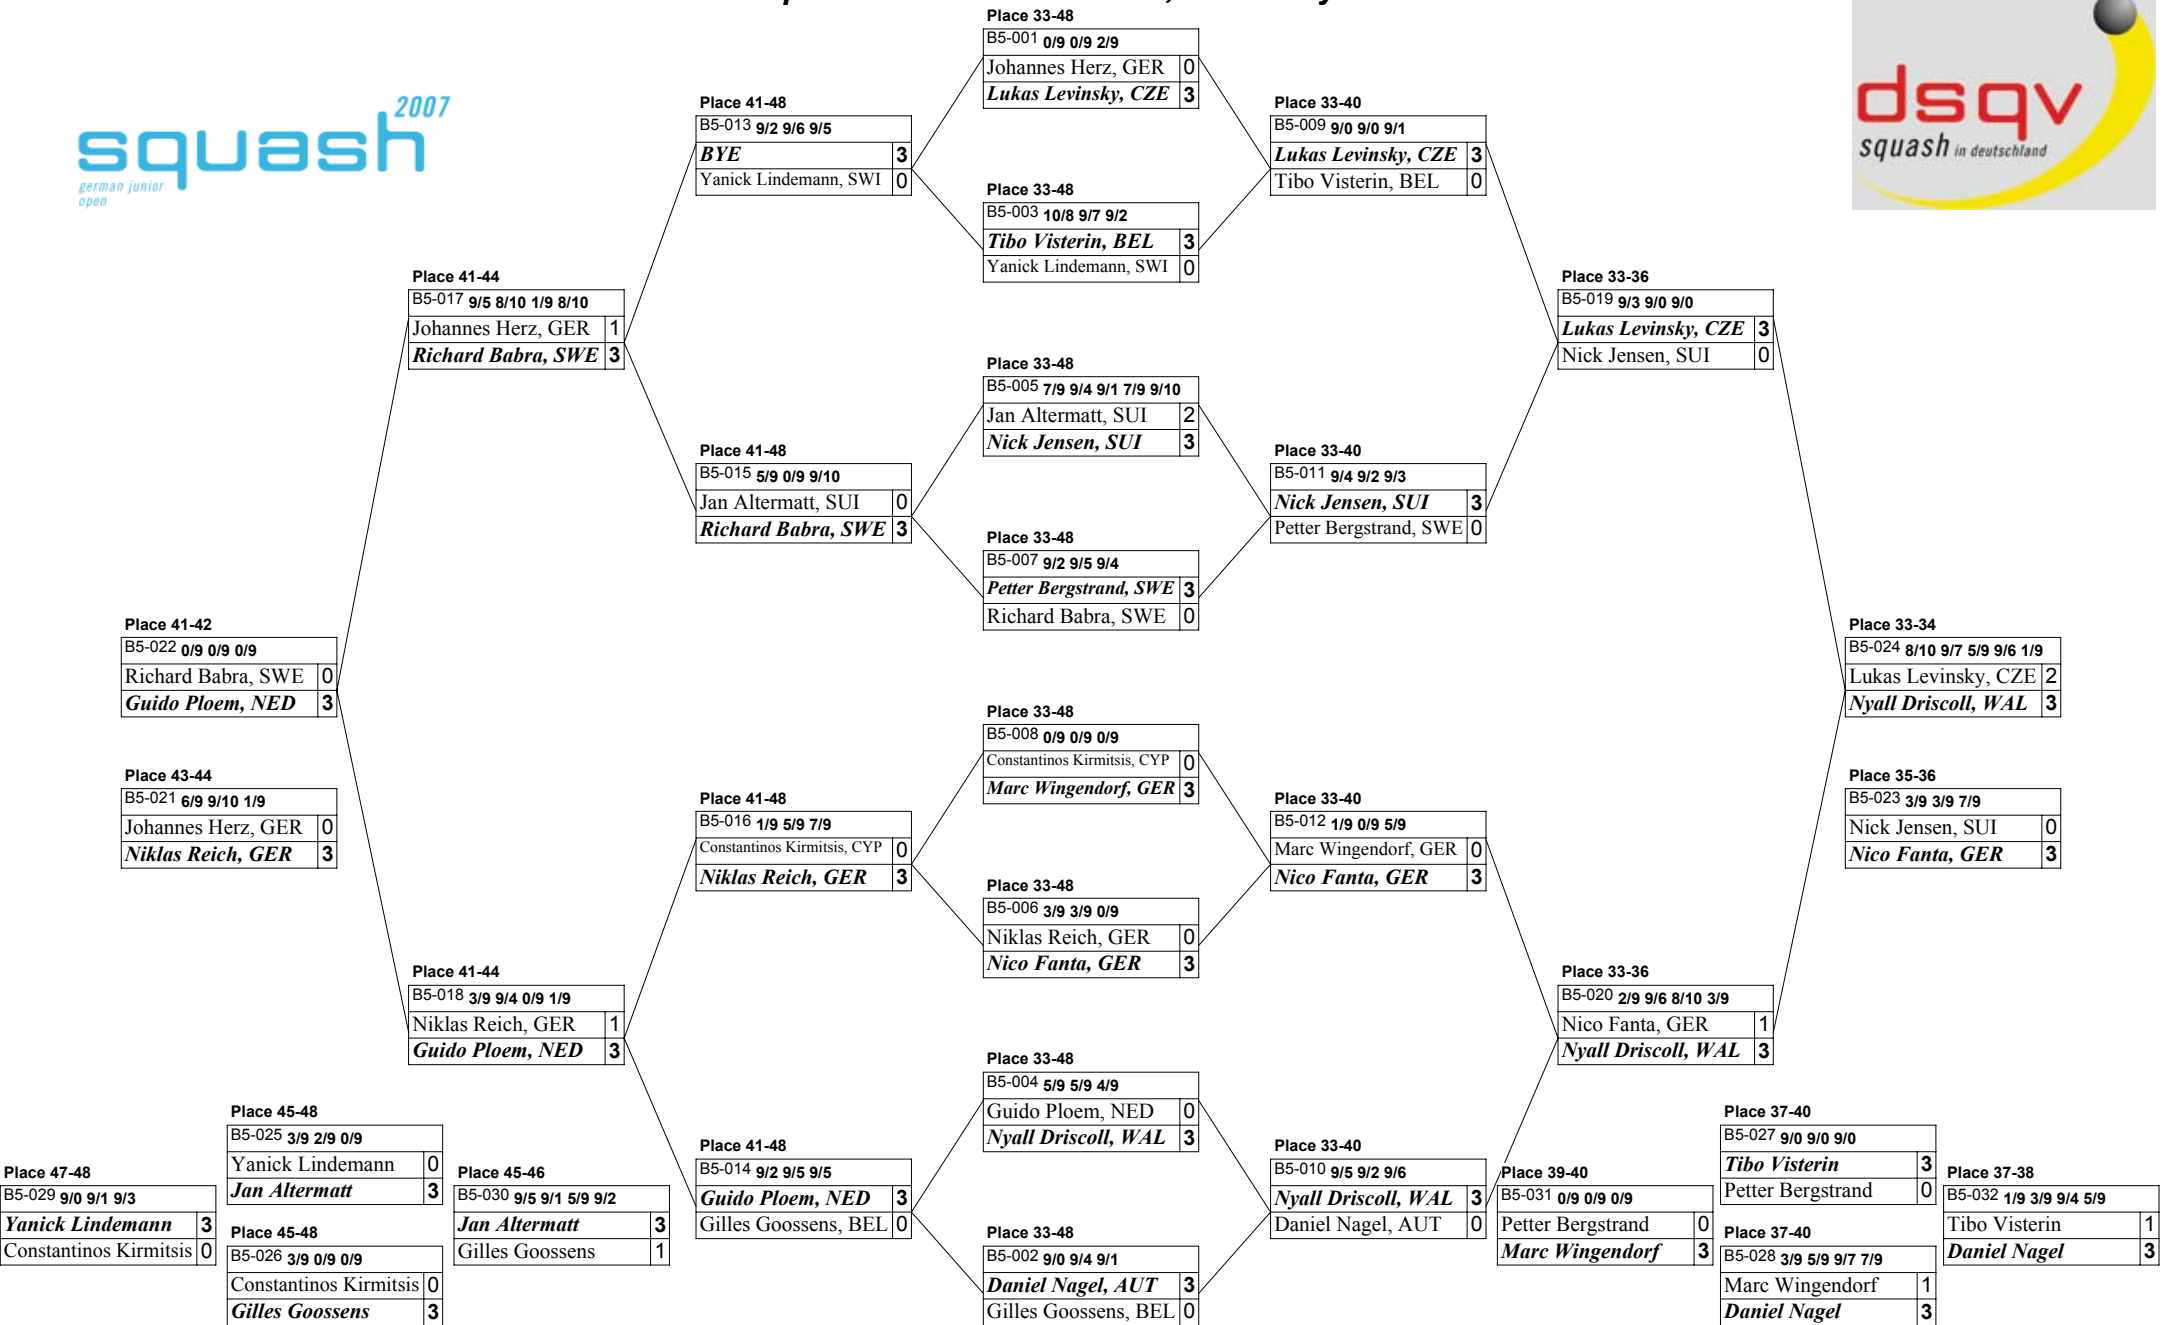 2007
squash
german junior
open
dsqv
squash in deutschland
Place 33-48
B5-001 0/9 0/9 2/9
Johannes Herz, GER 0
Lukas Levinsky, CZE 3
Place 41-48
B5-013 9/2 9/6 9/5
BYE 3
Yanick Lindemann, SWI 0
Place 33-40
B5-009 9/0 9/0 9/1
Lukas Levinsky, CZE 3
Tibo Visterin, BEL 0
Place 33-48
B5-003 10/8 9/7 9/2
Tibo Visterin, BEL 3
Yanick Lindemann, SWI 0
Place 41-44
B5-017 9/5 8/10 1/9 8/10
Johannes Herz, GER 1
Richard Babra, SWE 3
Place 33-36
B5-019 9/3 9/0 9/0
Lukas Levinsky, CZE 3
Nick Jensen, SUI 0
Place 33-48
B5-005 7/9 9/4 9/1 7/9 9/10
Jan Altermatt, SUI 2
Nick Jensen, SUI 3
Place 41-48
B5-015 5/9 0/9 9/10
Jan Altermatt, SUI 0
Richard Babra, SWE 3
Place 33-40
B5-011 9/4 9/2 9/3
Nick Jensen, SUI 3
Petter Bergstrand, SWE 0
Place 33-48
B5-007 9/2 9/5 9/4
Petter Bergstrand, SWE 3
Richard Babra, SWE 0
Place 41-42
B5-022 0/9 0/9 0/9
Richard Babra, SWE 0
Guido Ploem, NED 3
Place 33-34
B5-024 8/10 9/7 5/9 9/6 1/9
Lukas Levinsky, CZE 2
Nyall Driscoll, WAL 3
Place 33-48
B5-008 0/9 0/9 0/9
Constantinos Kirmitsis, CYP 0
Marc Wingendorf, GER 3
Place 43-44
B5-021 6/9 9/10 1/9
Johannes Herz, GER 0
Niklas Reich, GER 3
Place 35-36
B5-023 3/9 3/9 7/9
Nick Jensen, SUI 0
Nico Fanta, GER 3
Place 41-48
B5-016 1/9 5/9 7/9
Constantinos Kirmitsis, CYP 0
Niklas Reich, GER 3
Place 33-40
B5-012 1/9 0/9 5/9
Marc Wingendorf, GER 0
Nico Fanta, GER 3
Place 33-48
B5-006 3/9 3/9 0/9
Niklas Reich, GER 0
Nico Fanta, GER 3
Place 41-44
B5-018 3/9 9/4 0/9 1/9
Niklas Reich, GER 1
Guido Ploem, NED 3
Place 33-36
B5-020 2/9 9/6 8/10 3/9
Nico Fanta, GER 1
Nyall Driscoll, WAL 3
Place 33-48
B5-004 5/9 5/9 4/9
Guido Ploem, NED 0
Nyall Driscoll, WAL 3
Place 45-48
B5-025 3/9 2/9 0/9
Yanick Lindemann 0
Jan Altermatt 3
Place 37-40
B5-027 9/0 9/0 9/0
Tibo Visterin 3
Petter Bergstrand 0
Place 41-48
B5-014 9/2 9/5 9/5
Guido Ploem, NED 3
Gilles Goossens, BEL 0
Place 33-40
B5-010 9/5 9/2 9/6
Nyall Driscoll, WAL 3
Daniel Nagel, AUT 0
Place 47-48
B5-029 9/0 9/1 9/3
Yanick Lindemann 3
Constantinos Kirmitsis 0
Place 45-46
B5-030 9/5 9/1 5/9 9/2
Jan Altermatt 3
Gilles Goossens 1
Place 39-40
B5-031 0/9 0/9 0/9
Petter Bergstrand 0
Marc Wingendorf 3
Place 37-38
B5-032 1/9 3/9 9/4 5/9
Tibo Visterin 1
Daniel Nagel 3
Place 45-48
B5-026 3/9 0/9 0/9
Constantinos Kirmitsis 0
Gilles Goossens 3
Place 33-48
B5-002 9/0 9/4 9/1
Daniel Nagel, AUT 3
Gilles Goossens, BEL 0
Place 37-40
B5-028 3/9 5/9 9/7 7/9
Marc Wingendorf 1
Daniel Nagel 3